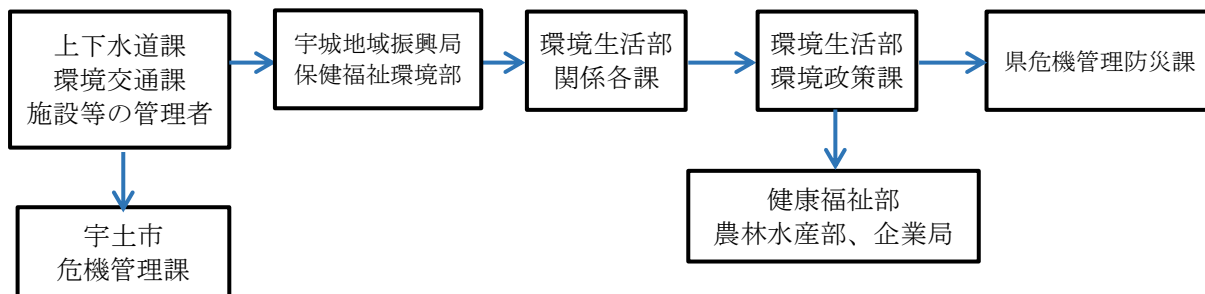 上下水道課
環境交通課
施設等の管理者
宇城地域振興局
保健福祉環境部
環境生活部
関係各課
環境生活部
環境政策課
県危機管理防災課
宇土市
危機管理課
健康福祉部
農林水産部、企業局